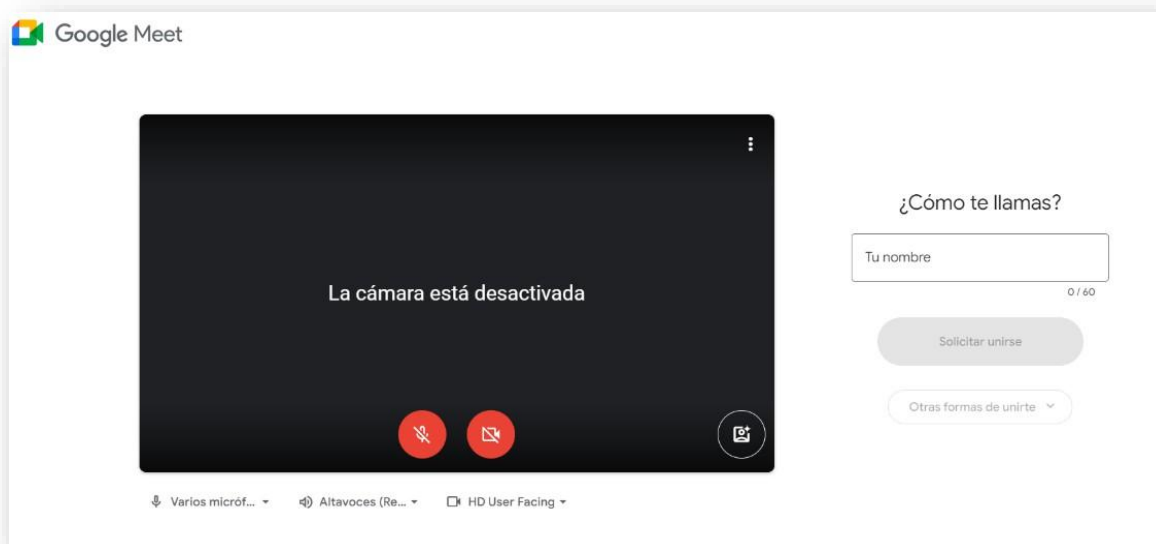 Google Meet
La cámara está desactivada
¿Cómo te llamas?
Tu nombre
0 / 60
Solicitar unirse
Otras formas de unirte
Varios micróf...
Altavoces (Re...
HD User Facing